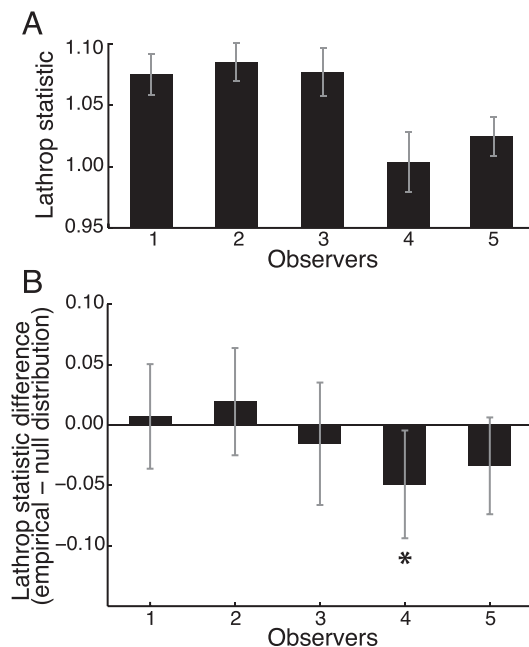 A
Lathrop statistic
1.10
1.05
1.00
0.95
1 2 3 4 5
Observers
B
Lathrop statistic difference
(empirical – null distribution)
0.10
0.05
0.00
−0.05
−0.10
*
1 2 3 4 5
Observers